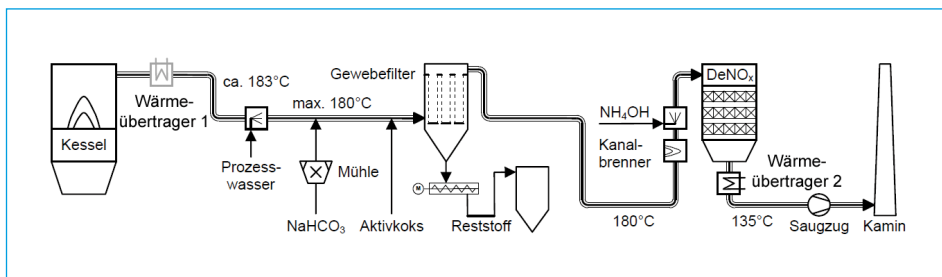 Kessel
Wärme-
übertrager 1
ca. 183°C
Prozess-
wasser
max. 180°C
Mühle
NaHCO₃
Aktivkoks
Gewebefilter
M
Reststoff
NH₄OH
Kanal-
brenner
180°C
DeNOₓ
Wärme-
übertrager 2
135°C
Saugzug
Kamin